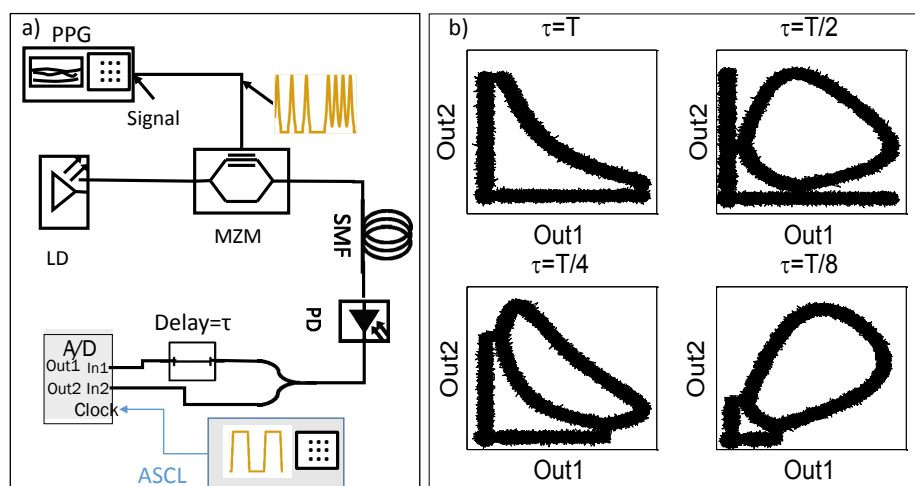 a)
PPG
Signal
LD
MZM
SMF
PD
Delay=τ
A/D
Out1 In1
Out2 In2
Clock
ASCL
b)
τ=T
Out2
Out1
τ=T/2
Out2
Out1
τ=T/4
Out2
Out1
τ=T/8
Out2
Out1